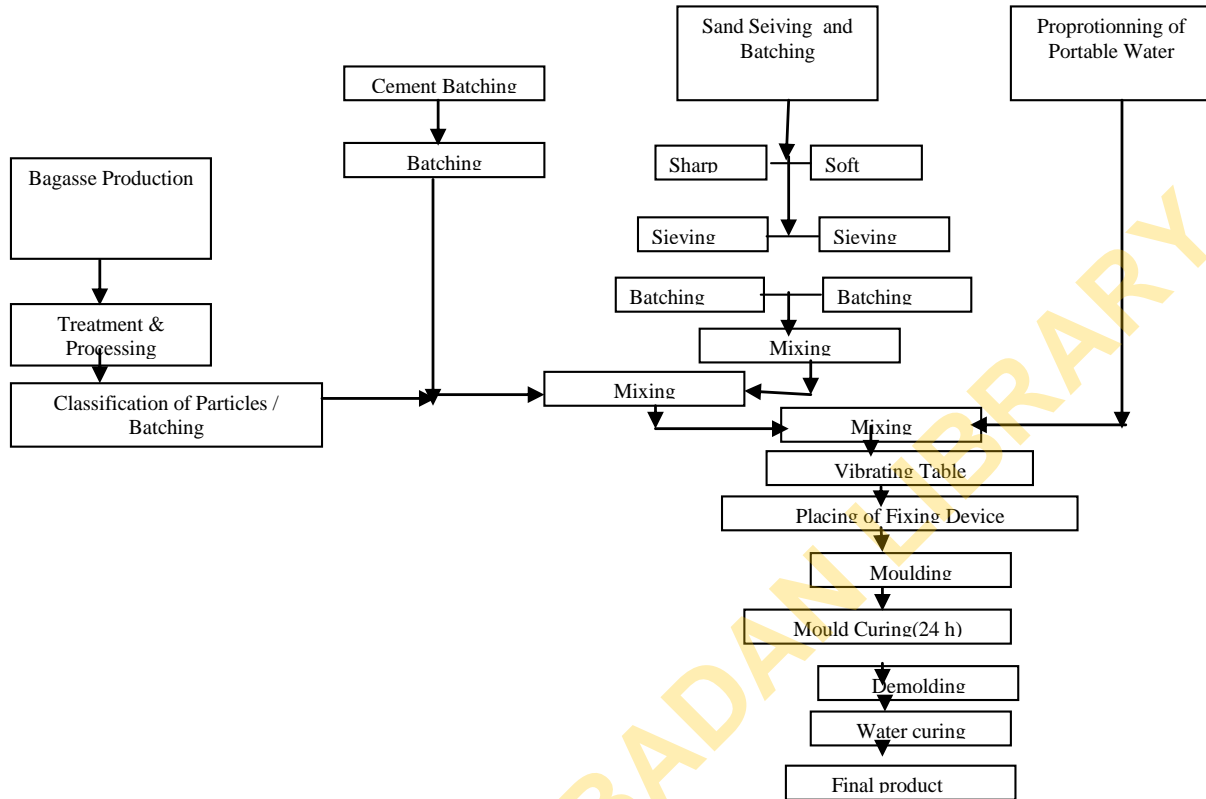 Sand Seiving and
Batching
Proprotionning of
Portable Water
Cement Batching
Batching
Bagasse Production
Sharp
Soft
Sieving
Sieving
Batching
Batching
Treatment &
Processing
Mixing
Classification of Particles /
Batching
Mixing
Mixing
Vibrating Table
Placing of Fixing Device
Moulding
Mould Curing(24 h)
Demolding
Water curing
Final product
BADAN LIBRARY